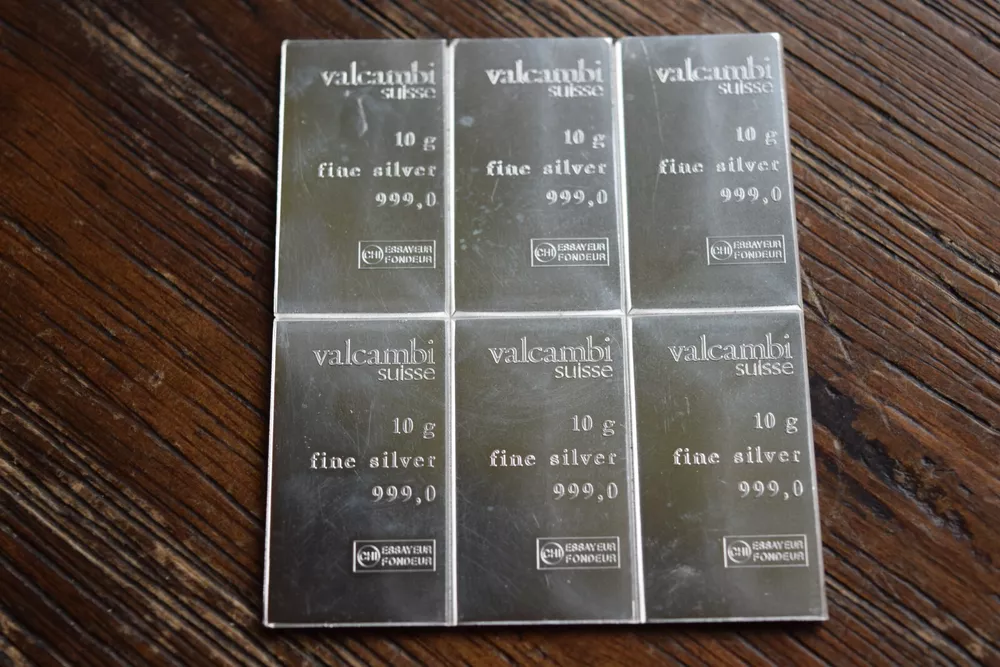 valcambi
suisse
10 g
fine silver
999,0
CHI ESSAYEUR
FONDEUR
valcambi
suisse
10 g
fine silver
999,0
CHI ESSAYEUR
FONDEUR
valcambi
suisse
10 g
fine silver
999,0
CHI ESSAYEUR
FONDEUR
valcambi
suisse
10 g
fine silver
999,0
CHI ESSAYEUR
FONDEUR
valcambi
suisse
10 g
fine silver
999,0
CHI ESSAYEUR
FONDEUR
valcambi
suisse
10 g
fine silver
999,0
CHI ESSAYEUR
FONDEUR